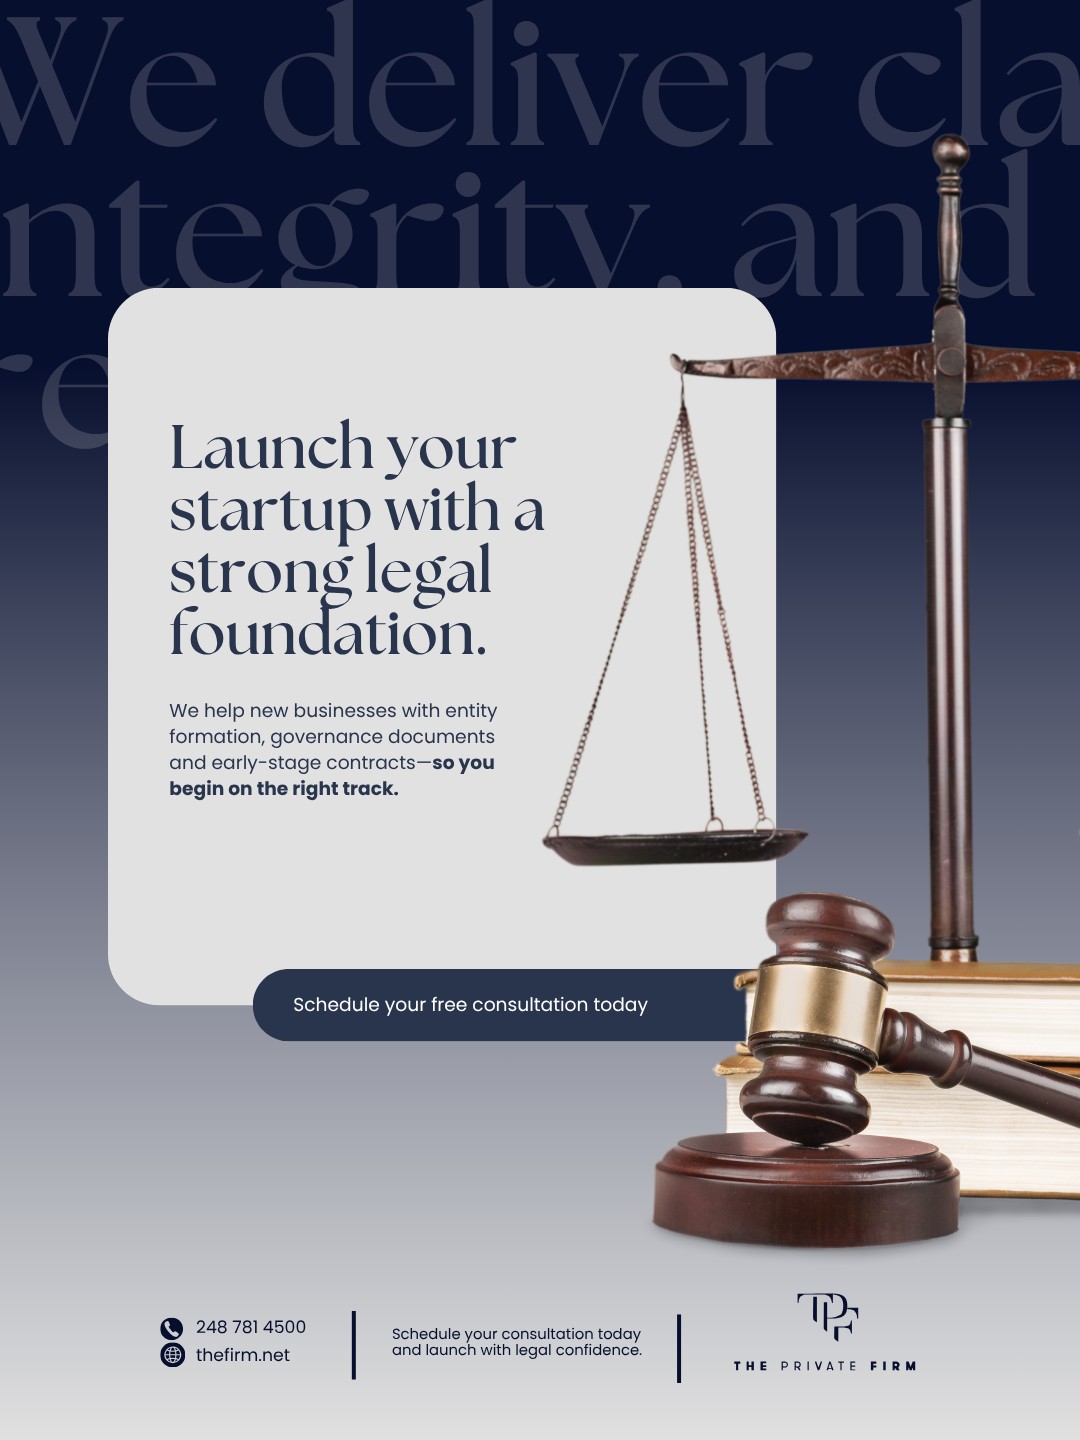 We deliver cla
ntegrity, and
re
Launch your
startup with a
strong legal
foundation.
We help new businesses with entity
formation, governance documents
and early-stage contracts—so you
begin on the right track.
Schedule your free consultation today
248 781 4500
thefirm.net
Schedule your consultation today
and launch with legal confidence.
TPF
THE PRIVATE FIRM